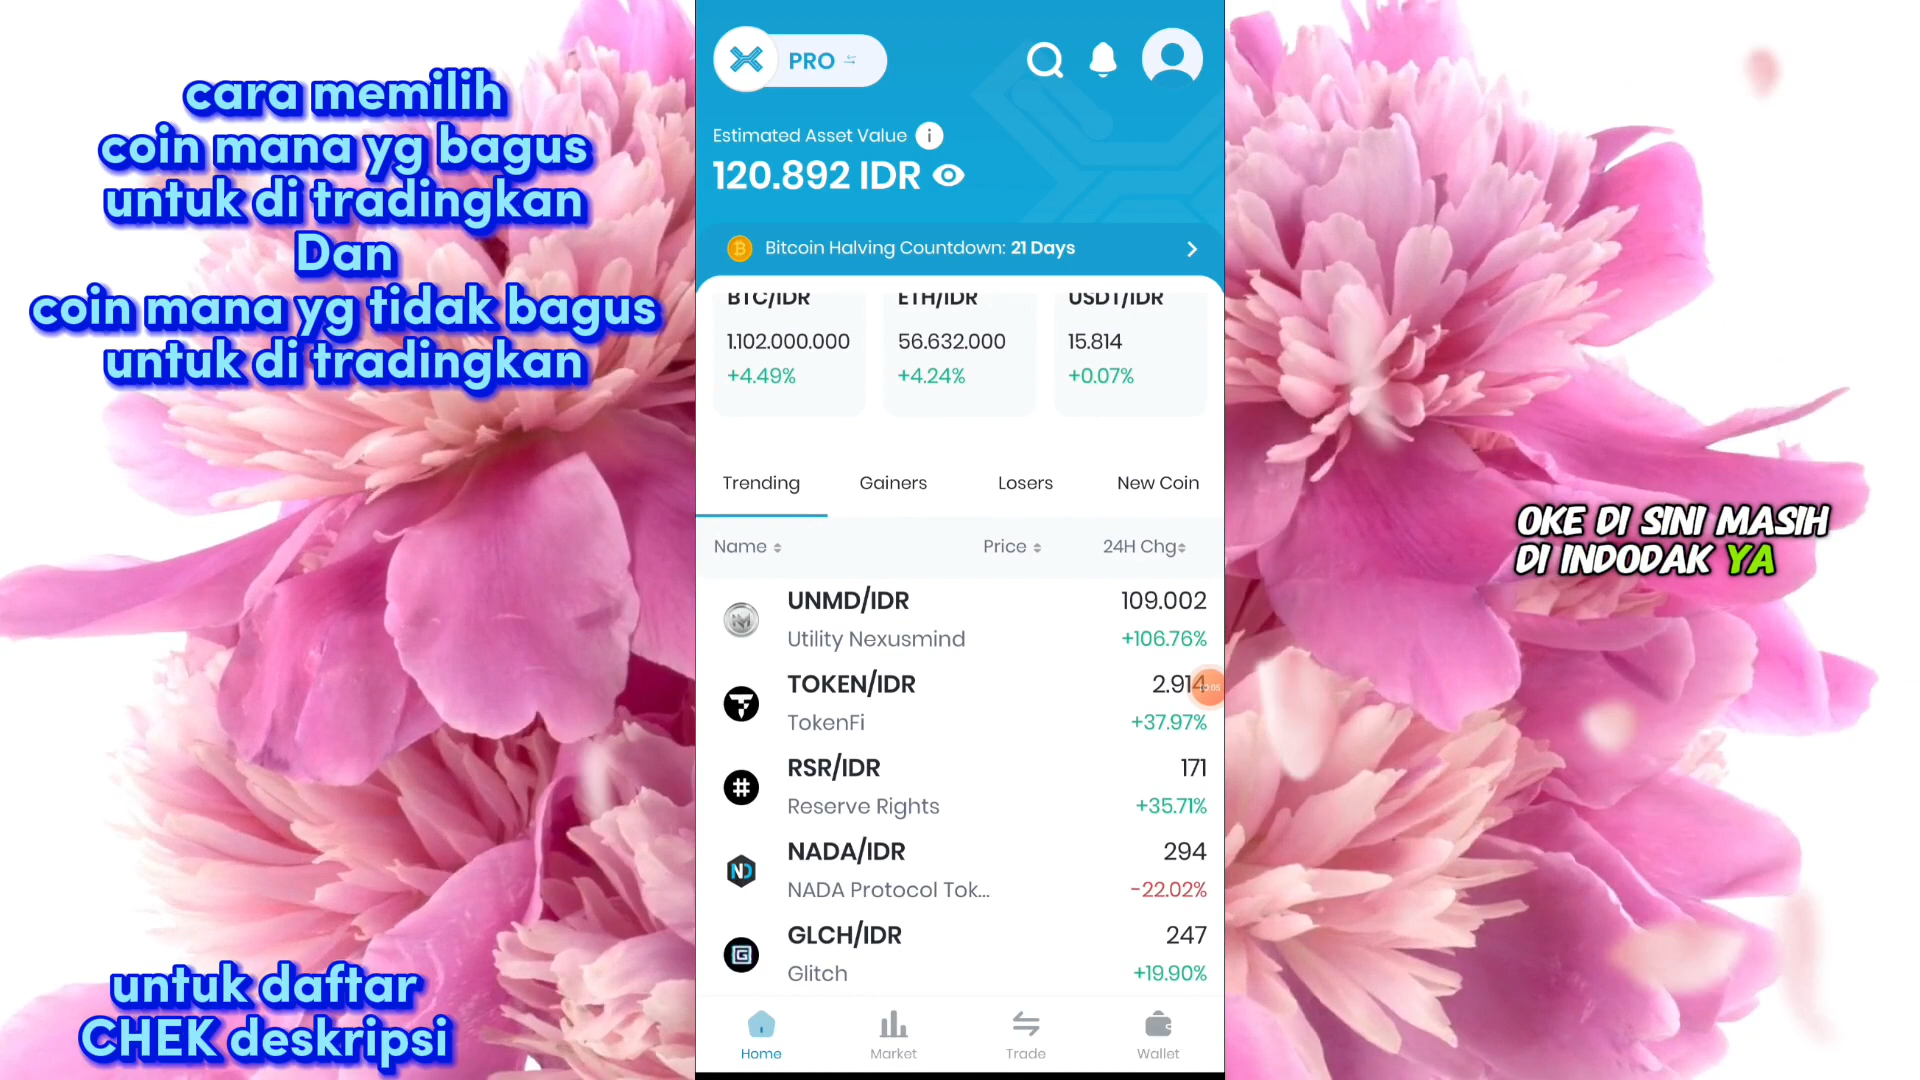 cara memilih
coin mana yg bagus
untuk di tradingkan
Dan
coin mana yg tidak bagus
untuk di tradingkan
untuk daftar
CHEK deskripsi
PRO
Estimated Asset Value
120.892 IDR
Bitcoin Halving Countdown: 21 Days
BTC/IDR ETH/IDR USDT/IDR
1.102.000.000 56.632.000 15.814
+4.49% +4.24% +0.07%
Trending Gainers Losers New Coin
Name Price 24H Chg
UNMD/IDR 109.002
Utility Nexusmind +106.76%
TOKEN/IDR 2.914
TokenFi +37.97%
RSR/IDR 171
Reserve Rights +35.71%
NADA/IDR 294
NADA Protocol Tok... -22.02%
GLCH/IDR 247
Glitch +19.90%
Home Market Trade Wallet
OKE DI SINI MASIH
DI INDODAK YA